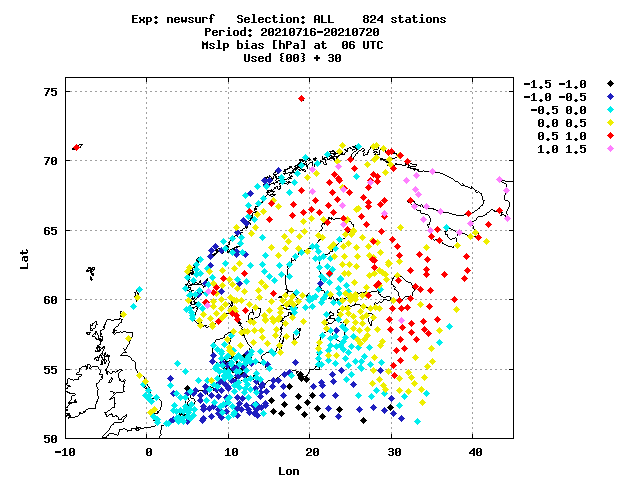 Exp: newsurf Selection: ALL 824 stations
Period: 20210716-20210720
Mslp bias [hPa] at 06 UTC
Used {00} + 30
-1.5 -1.0
-1.0 -0.5
-0.5 0.0
0.0 0.5
0.5 1.0
1.0 1.5
75
70
65
60
55
50
Lat
-10 0 10 20 30 40
Lon